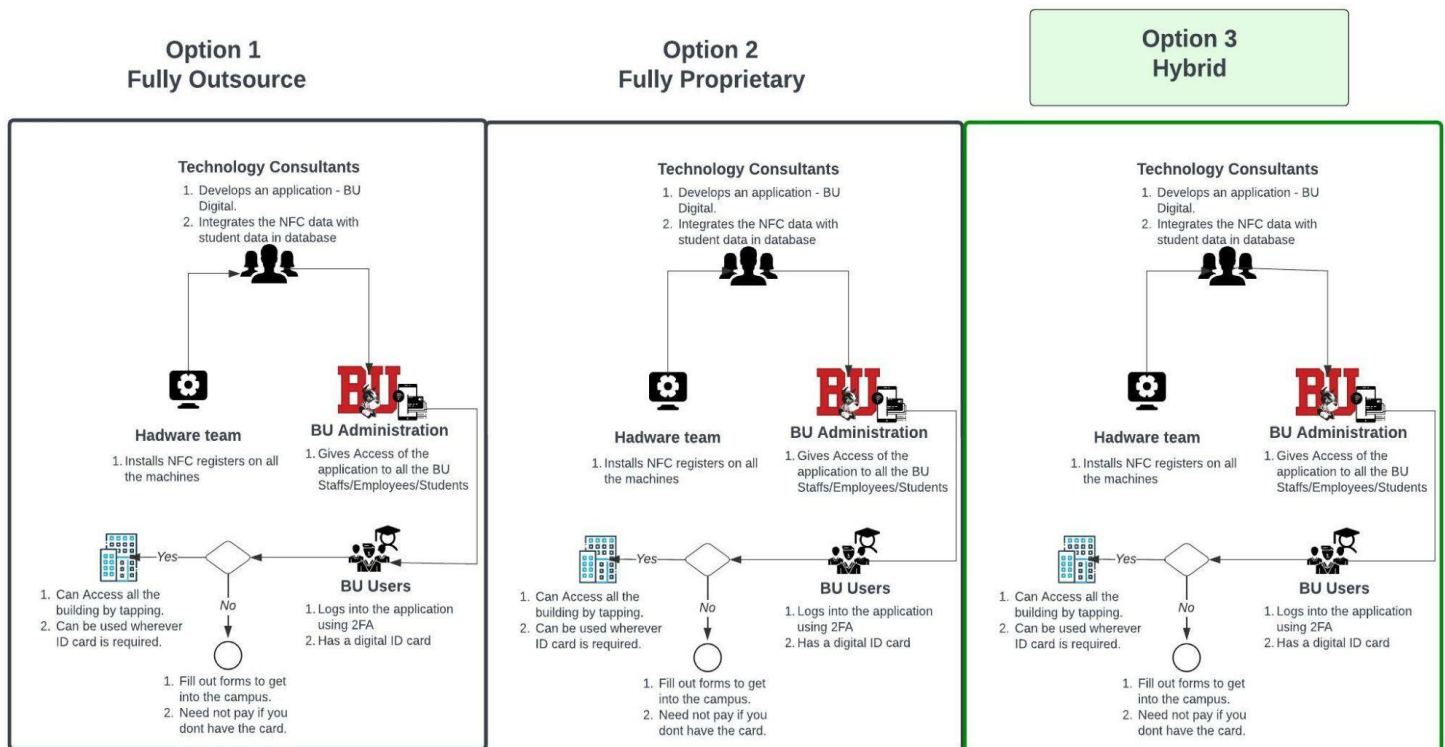 Option 1
Fully Outsource
Option 2
Fully Proprietary
Option 3
Hybrid
Technology Consultants
1. Develops an application - BU
Digital.
2. Integrates the NFC data with
student data in database
Hadware team
1. Installs NFC registers on all
the machines
BU
BU Administration
1. Gives Access of the
application to all the BU
Staffs/Employees/Students
Yes
No
BU Users
1. Logs into the application
using 2FA
2. Has a digital ID card
1. Can Access all the
building by tapping.
2. Can be used wherever
ID card is required.
1. Fill out forms to get
into the campus.
2. Need not pay if you
dont have the card.
Technology Consultants
1. Develops an application - BU
Digital.
2. Integrates the NFC data with
student data in database
Hadware team
1. Installs NFC registers on all
the machines
BU
BU Administration
1. Gives Access of the
application to all the BU
Staffs/Employees/Students
Yes
No
BU Users
1. Logs into the application
using 2FA
2. Has a digital ID card
1. Can Access all the
building by tapping.
2. Can be used wherever
ID card is required.
1. Fill out forms to get
into the campus.
2. Need not pay if you
dont have the card.
Technology Consultants
1. Develops an application - BU
Digital.
2. Integrates the NFC data with
student data in database
Hadware team
1. Installs NFC registers on all
the machines
BU
BU Administration
1. Gives Access of the
application to all the BU
Staffs/Employees/Students
Yes
No
BU Users
1. Logs into the application
using 2FA
2. Has a digital ID card
1. Can Access all the
building by tapping.
2. Can be used wherever
ID card is required.
1. Fill out forms to get
into the campus.
2. Need not pay if you
dont have the card.